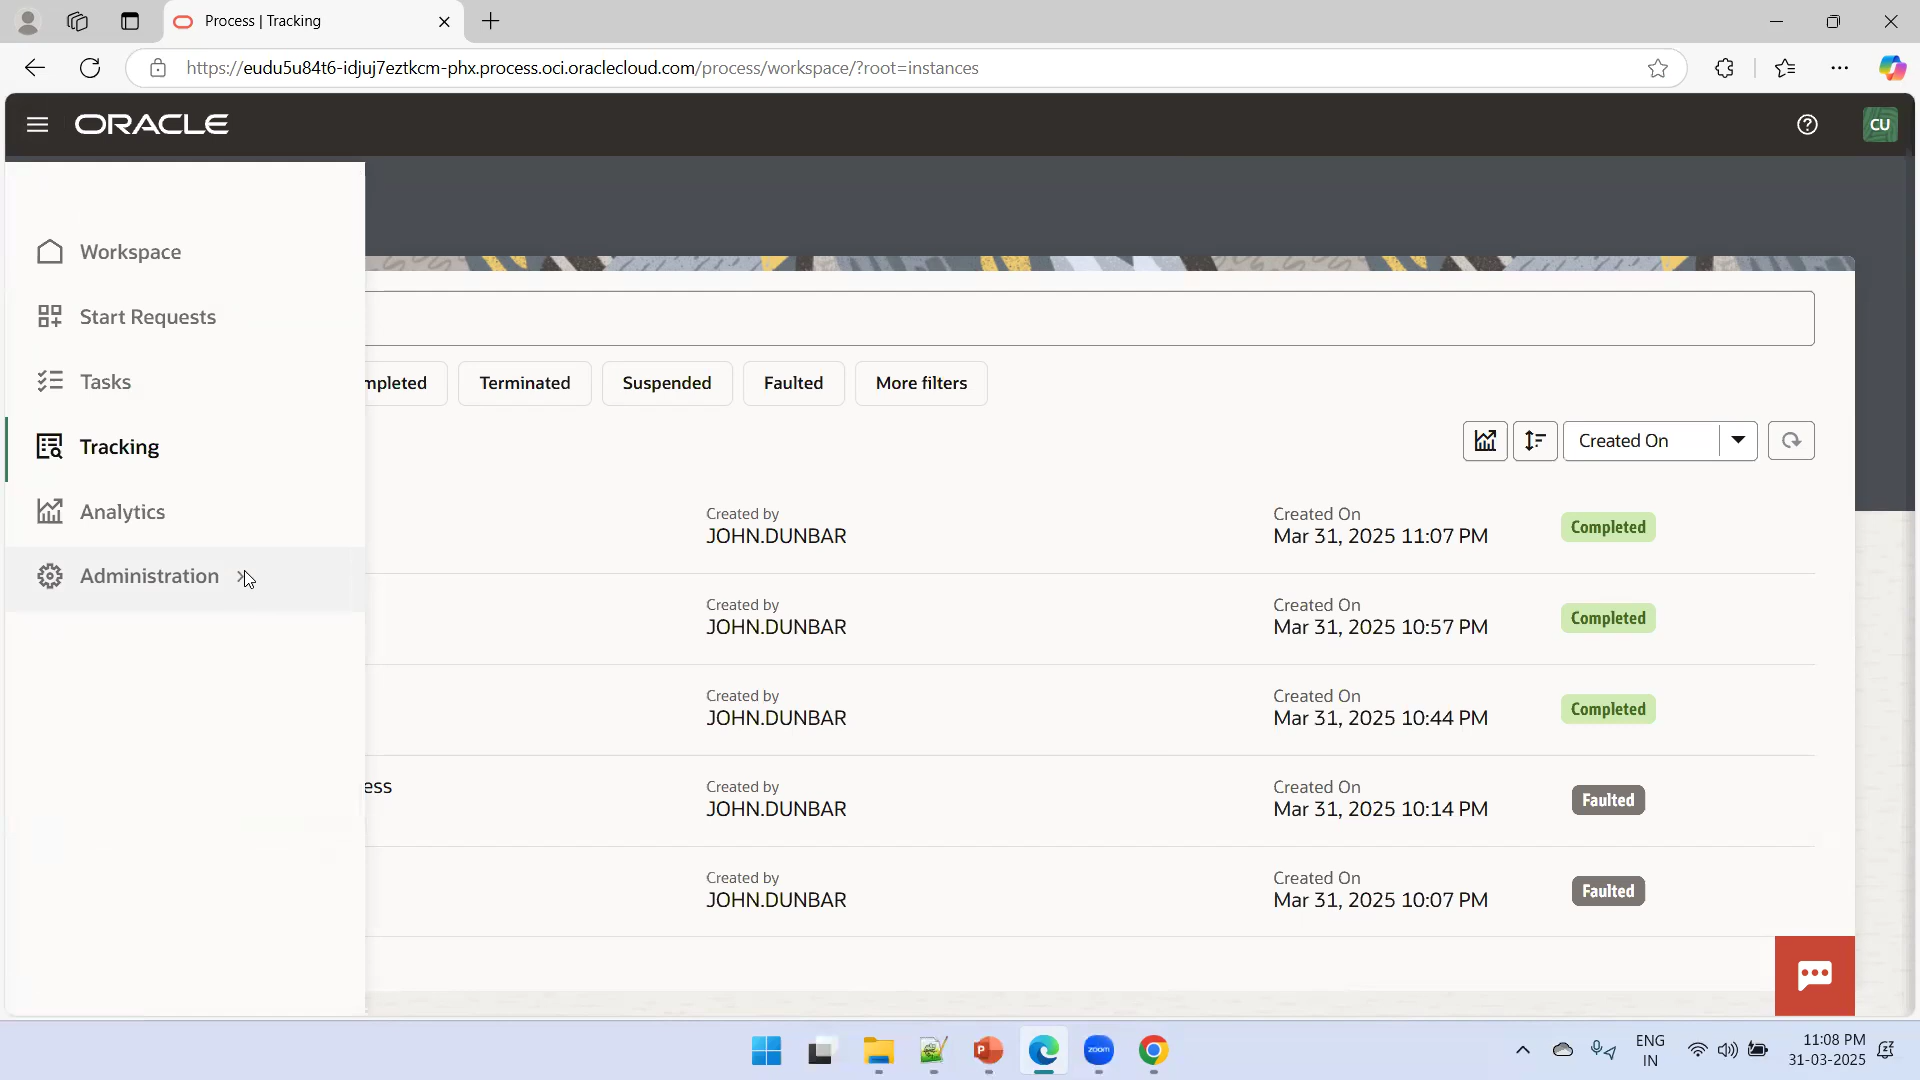 Process | Tracking
https://eudu5u84t6-idjuj7eztkcm-phx.process.oci.oraclecloud.com/process/workspace/?root=instances
ORACLE
CU
Workspace
Start Requests
Tasks
Tracking
Analytics
Administration
mpleted
Terminated
Suspended
Faulted
More filters
Created On
Created by
JOHN.DUNBAR
Created On
Mar 31, 2025 11:07 PM
Completed
Created by
JOHN.DUNBAR
Created On
Mar 31, 2025 10:57 PM
Completed
Created by
JOHN.DUNBAR
Created On
Mar 31, 2025 10:44 PM
Completed
ess
Created by
JOHN.DUNBAR
Created On
Mar 31, 2025 10:14 PM
Faulted
Created by
JOHN.DUNBAR
Created On
Mar 31, 2025 10:07 PM
Faulted
zoom
ENG
IN
11:08 PM
31-03-2025